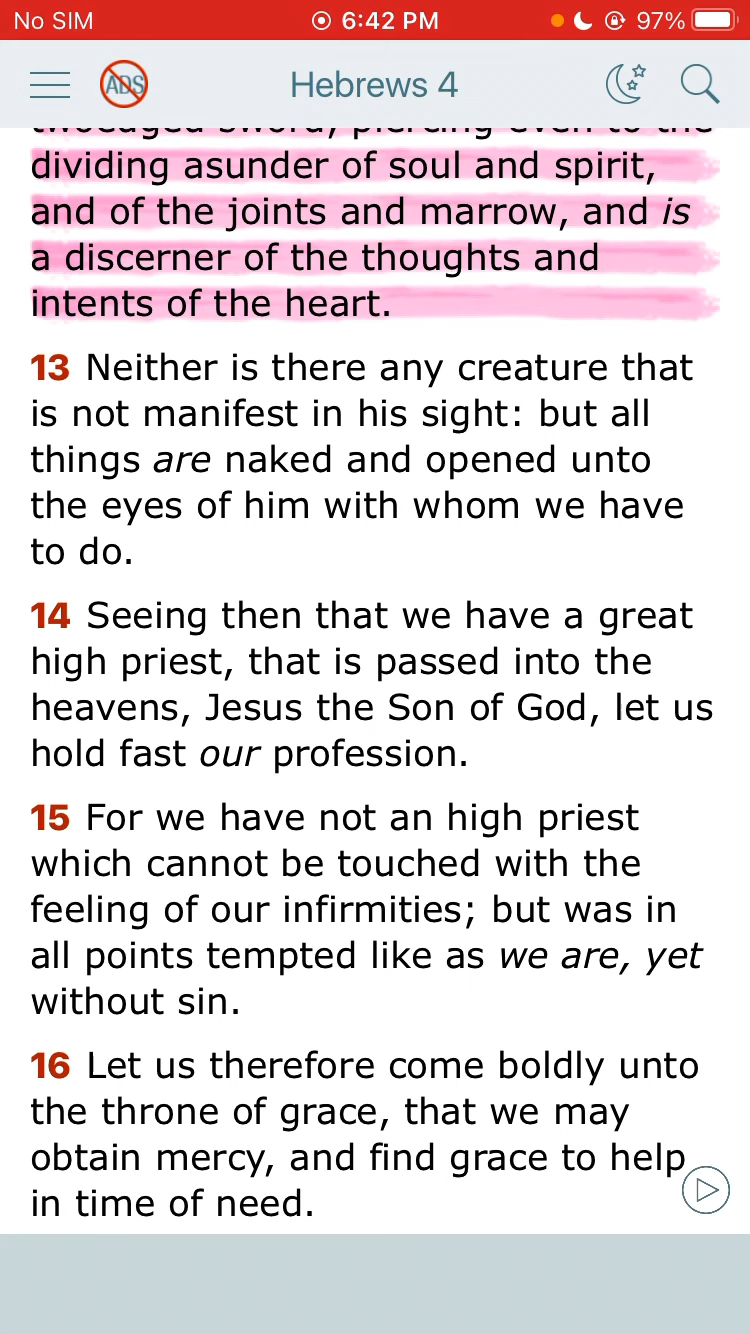 No SIM 6:42 PM 97%
ADS Hebrews 4
twoedged sword, piercing even to the
dividing asunder of soul and spirit,
and of the joints and marrow, and is
a discerner of the thoughts and
intents of the heart.
13 Neither is there any creature that
is not manifest in his sight: but all
things are naked and opened unto
the eyes of him with whom we have
to do.
14 Seeing then that we have a great
high priest, that is passed into the
heavens, Jesus the Son of God, let us
hold fast our profession.
15 For we have not an high priest
which cannot be touched with the
feeling of our infirmities; but was in
all points tempted like as we are, yet
without sin.
16 Let us therefore come boldly unto
the throne of grace, that we may
obtain mercy, and find grace to help
in time of need.